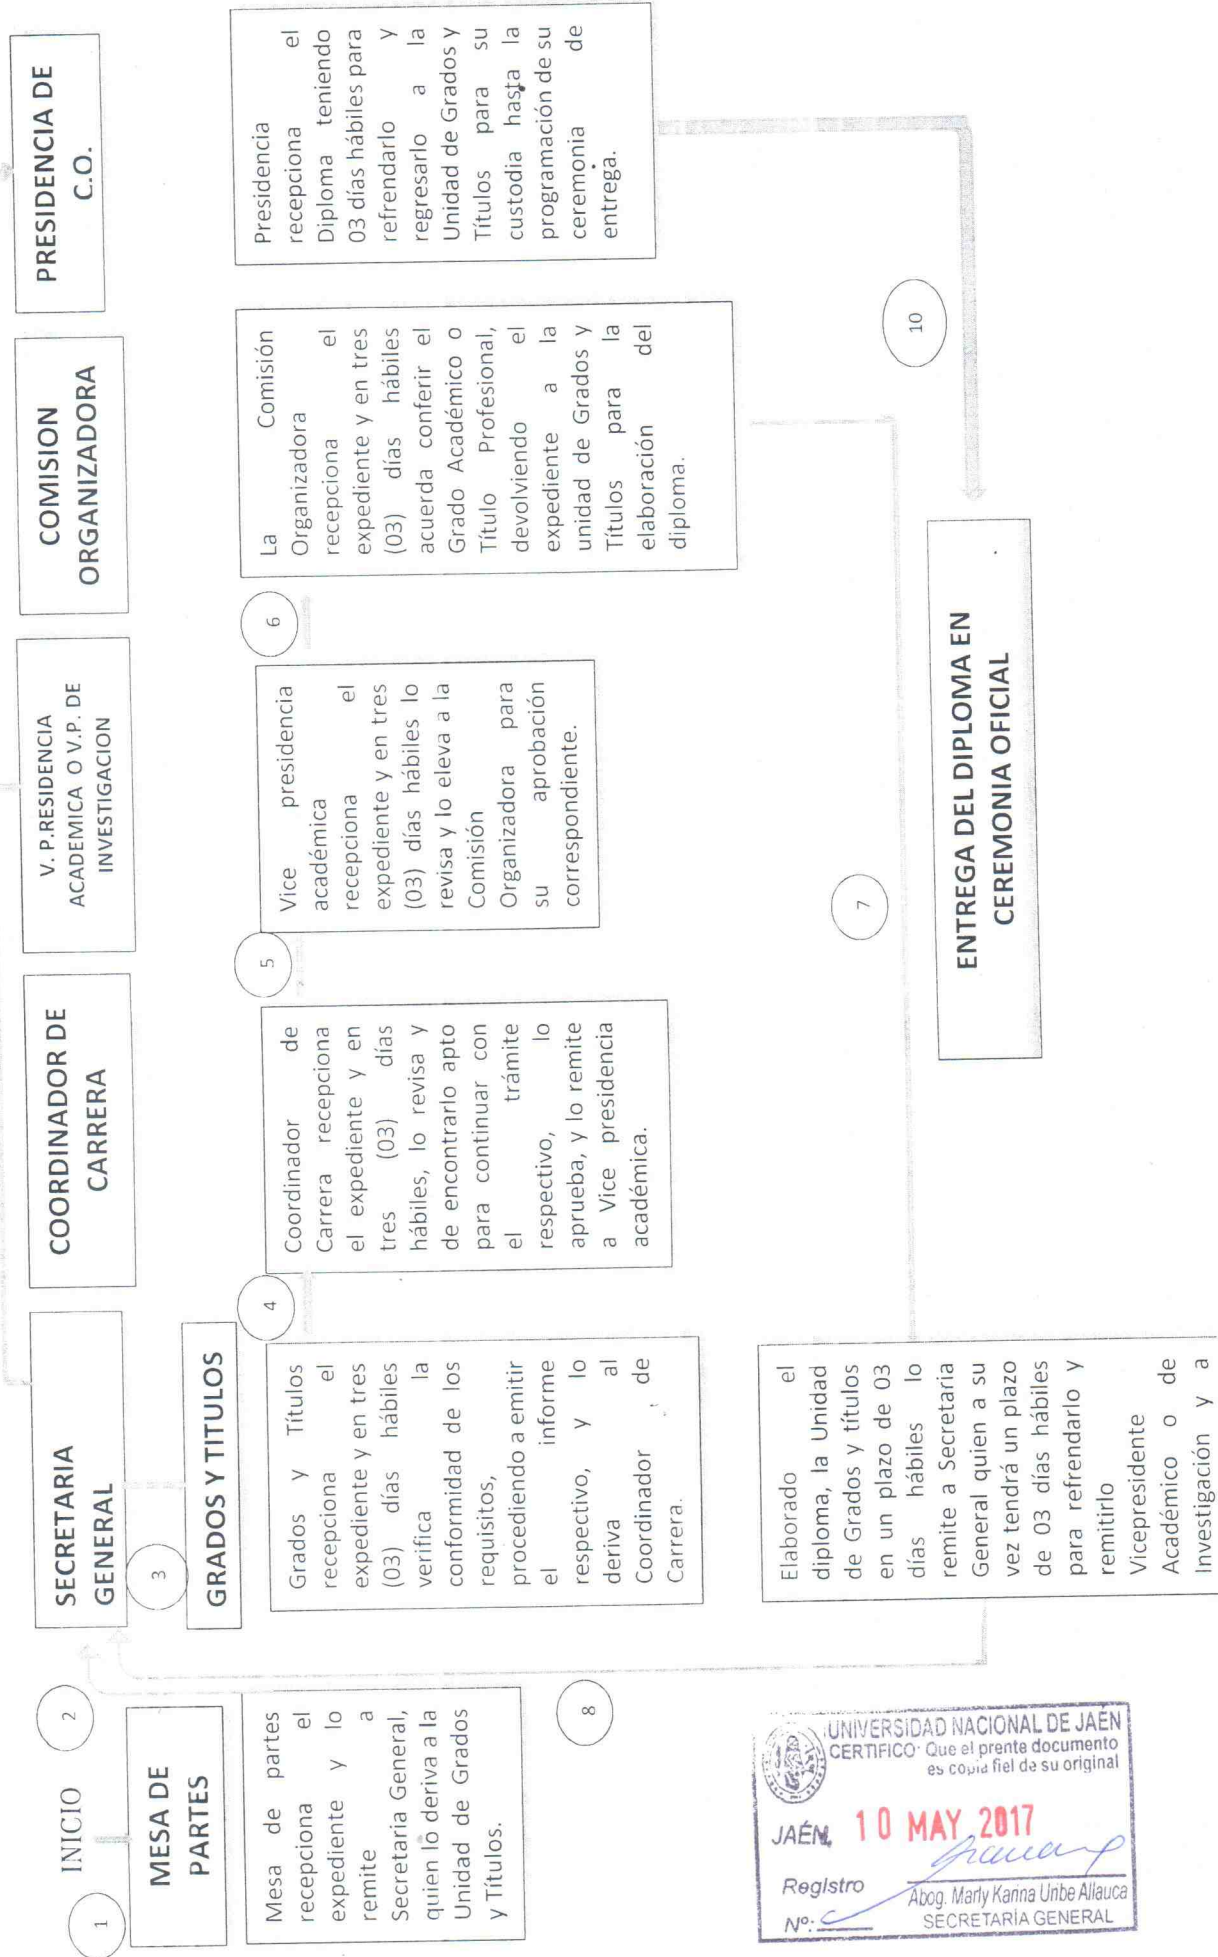 INICIO
1
2
MESA DE
PARTES
Mesa de partes
recepciona el
expediente y lo
remite a
Secretaria General,
quien lo deriva a la
Unidad de Grados
y Títulos.
SECRETARIA
GENERAL
3
GRADOS Y TITULOS
Grados y Títulos
recepciona el
expediente y en tres
(03) días hábiles
verifica la
conformidad de los
requisitos,
procediendo a emitir
el informe
respectivo, y lo
deriva al
Coordinador de
Carrera.
4
COORDINADOR DE
CARRERA
Coordinador de
Carrera recepciona
el expediente y en
tres (03) días
hábiles, lo revisa y
de encontrarlo apto
para continuar con
el trámite
respectivo, lo
aprueba, y lo remite
a Vice presidencia
académica.
5
V. P.RESIDENCIA
ACADEMICA O V.P. DE
INVESTIGACION
Vice presidencia
académica
recepciona el
expediente y en tres
(03) días hábiles lo
revisa y lo eleva a la
Comisión
Organizadora para
su aprobación
correspondiente.
6
COMISION
ORGANIZADORA
La Comisión
Organizadora
recepciona el
expediente y en tres
(03) días hábiles
acuerda conferir el
Grado Académico o
Título Profesional,
devolviendo el
expediente a la
unidad de Grados y
Títulos para la
elaboración del
diploma.
PRESIDENCIA DE
C.O.
Presidencia
recepciona el
Diploma teniendo
03 días hábiles para
refrendarlo y
regresarlo a la
Unidad de Grados y
Títulos para su
custodia hasta la
programación de su
ceremonia de
entrega.
7
Elaborado el
diploma, la Unidad
de Grados y títulos
en un plazo de 03
días hábiles lo
remite a Secretaria
General quien a su
vez tendrá un plazo
de 03 días hábiles
para refrendarlo y
remitirlo
Vicepresidente
Académico o de
Investigación y a
8
10
ENTREGA DEL DIPLOMA EN
CEREMONIA OFICIAL
UNIVERSIDAD NACIONAL DE JAÉN
CERTIFICO: Que el prente documento
es copia fiel de su original
JAÉN, 10 MAY 2017
Registro
Nº:
Abog. Marly Karina Uribe Allauca
SECRETARÍA GENERAL